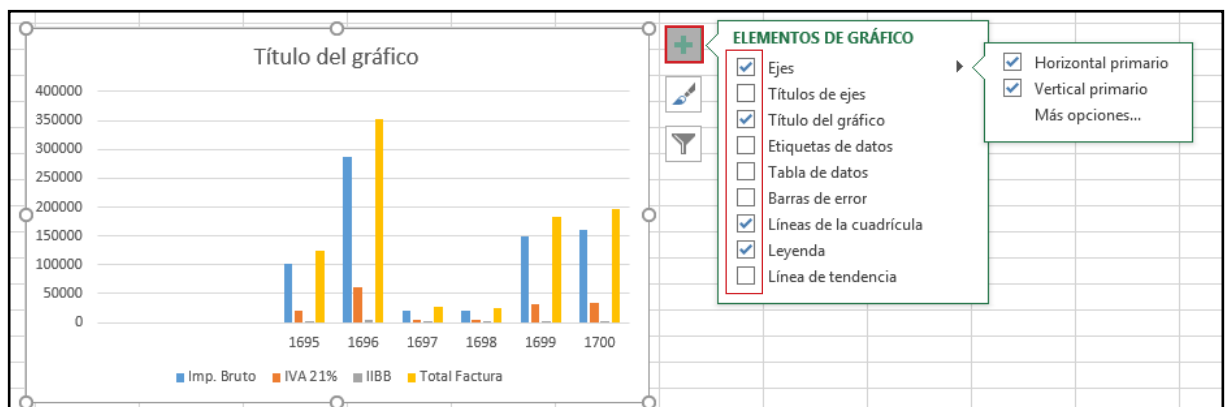 Título del gráfico
400000
350000
300000
250000
200000
150000
100000
50000
0
1695 1696 1697 1698 1699 1700
Imp. Bruto IVA 21% IIBB Total Factura
ELEMENTOS DE GRÁFICO
Ejes
Títulos de ejes
Título del gráfico
Etiquetas de datos
Tabla de datos
Barras de error
Líneas de la cuadrícula
Leyenda
Línea de tendencia
Horizontal primario
Vertical primario
Más opciones...